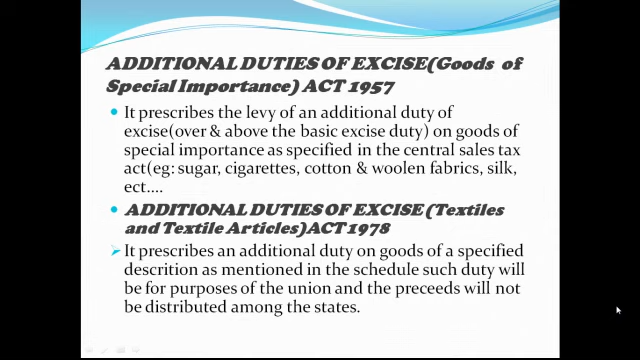 ADDITIONAL DUTIES OF EXCISE(Goods of
Special Importance) ACT 1957
It prescribes the levy of an additional duty of
excise(over & above the basic excise duty) on goods of
special importance as specified in the central sales tax
act(eg: sugar, cigarettes, cotton & woolen fabrics, silk,
ect....
ADDITIONAL DUTIES OF EXCISE (Textiles
and Textile Articles)ACT 1978
It prescribes an additional duty on goods of a specified
descrition as mentioned in the schedule such duty will
be for purposes of the union and the preceeds will not
be distributed among the states.